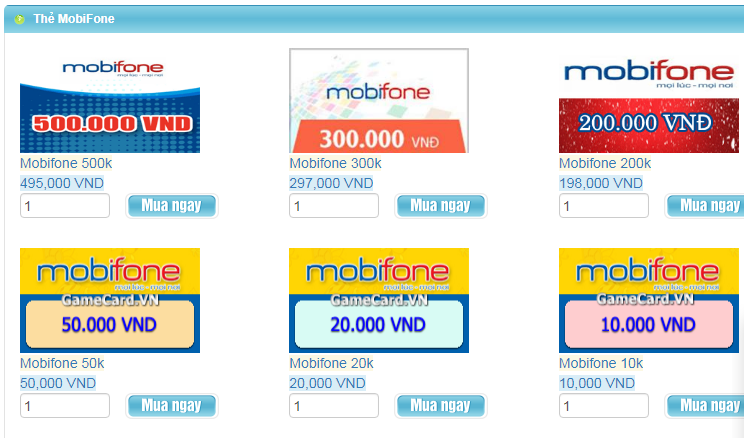 Thẻ MobiFone
mobifone
mọi lúc - mọi nơi
500.000 VND
mobifone
300.000 VNĐ
mobifone
mọi lúc - mọi nơi
200.000 VNĐ
Mobifone 500k
Mobifone 300k
Mobifone 200k
495,000 VND
297,000 VND
198,000 VND
1
Mua ngay
1
Mua ngay
1
Mua ngay
mobifone
mọi lúc - mọi nơi
GameCard.VN
50.000 VND
mobifone
mọi lúc - mọi nơi
GameCard.VN
20.000 VND
mobifone
mọi lúc - mọi nơi
GameCard.VN
10.000 VND
Mobifone 50k
Mobifone 20k
Mobifone 10k
50,000 VND
20,000 VND
10,000 VND
1
Mua ngay
1
Mua ngay
1
Mua ngay